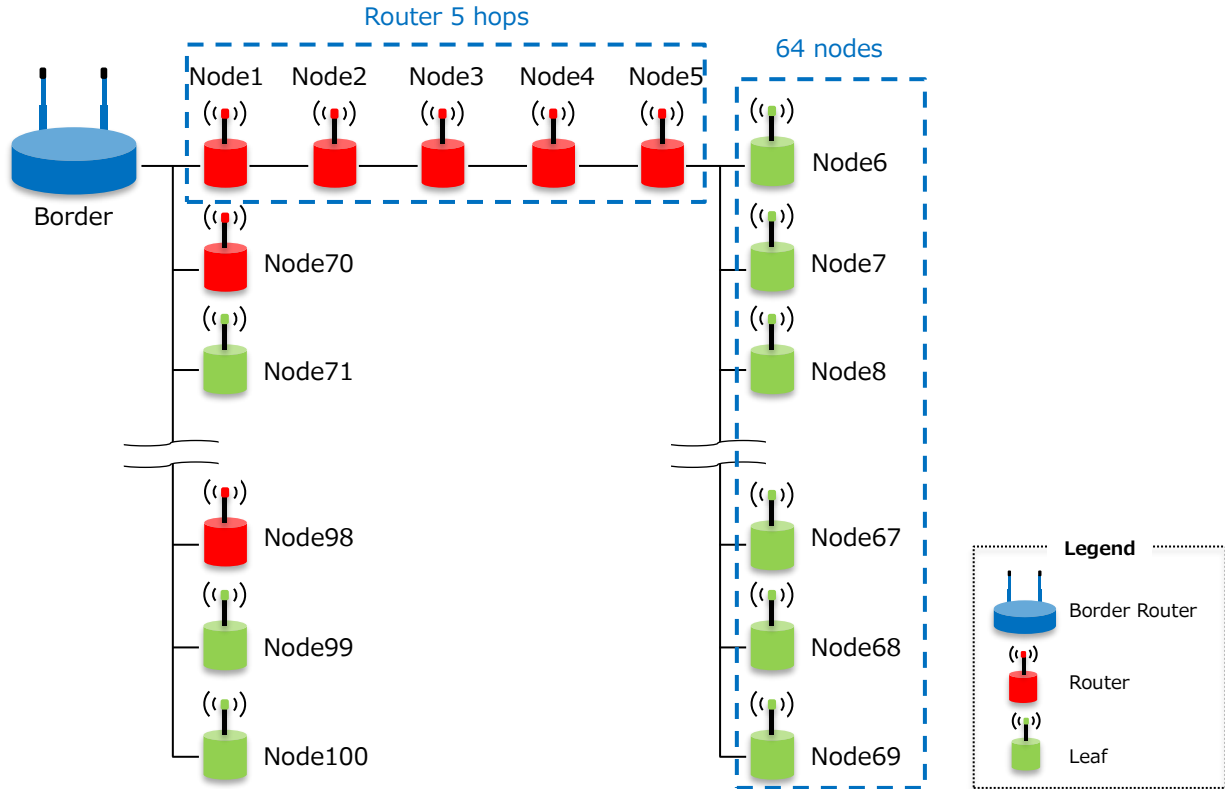 Router 5 hops
64 nodes
Node1
Node2
Node3
Node4
Node5
Node6
Border
Node70
Node7
Node71
Node8
Node98
Node67
Node99
Node68
Node100
Node69
Legend
Border Router
Router
Leaf